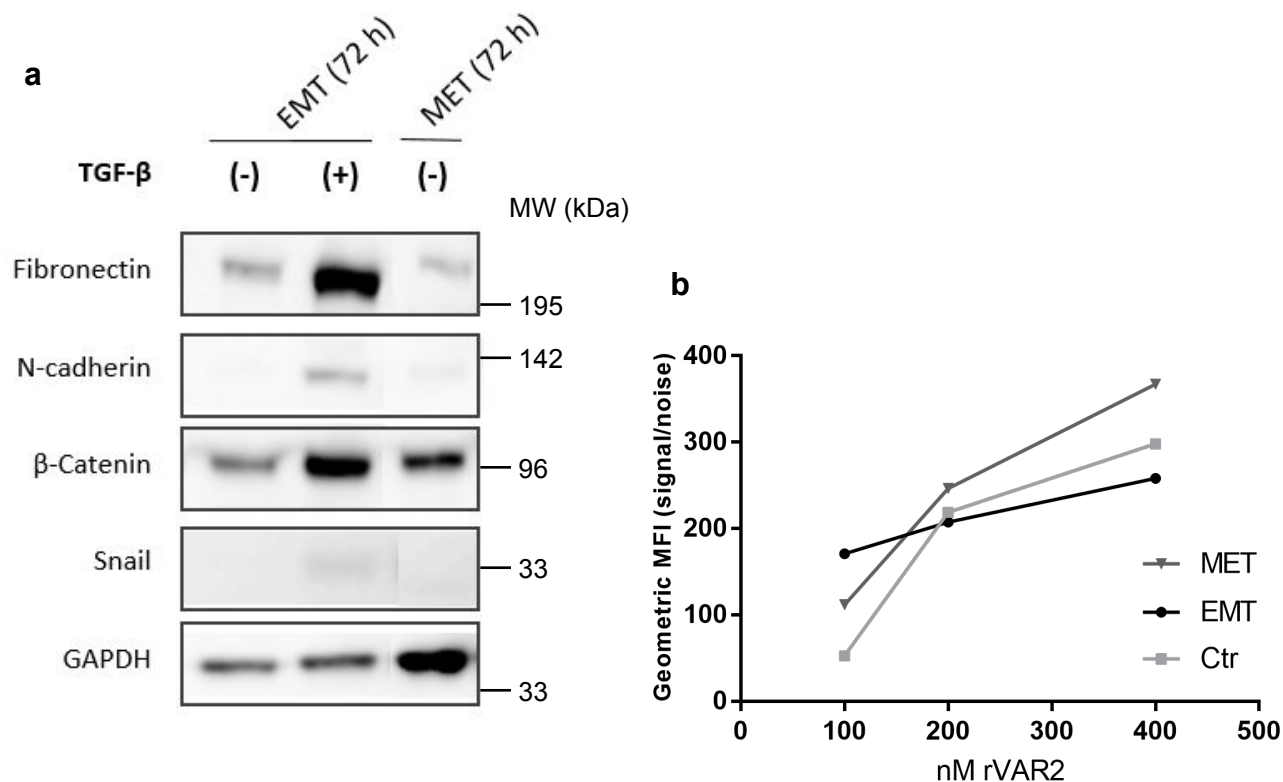 a
EMT (72 h)
MET (72 h)
TGF-β
(-)
(+)
(-)
MW (kDa)
Fibronectin
195
N-cadherin
142
β-Catenin
96
Snail
33
GAPDH
33
b
Geometric MFI (signal/noise)
400
300
200
100
0
0
100
200
300
400
500
nM rVAR2
MET
EMT
Ctr